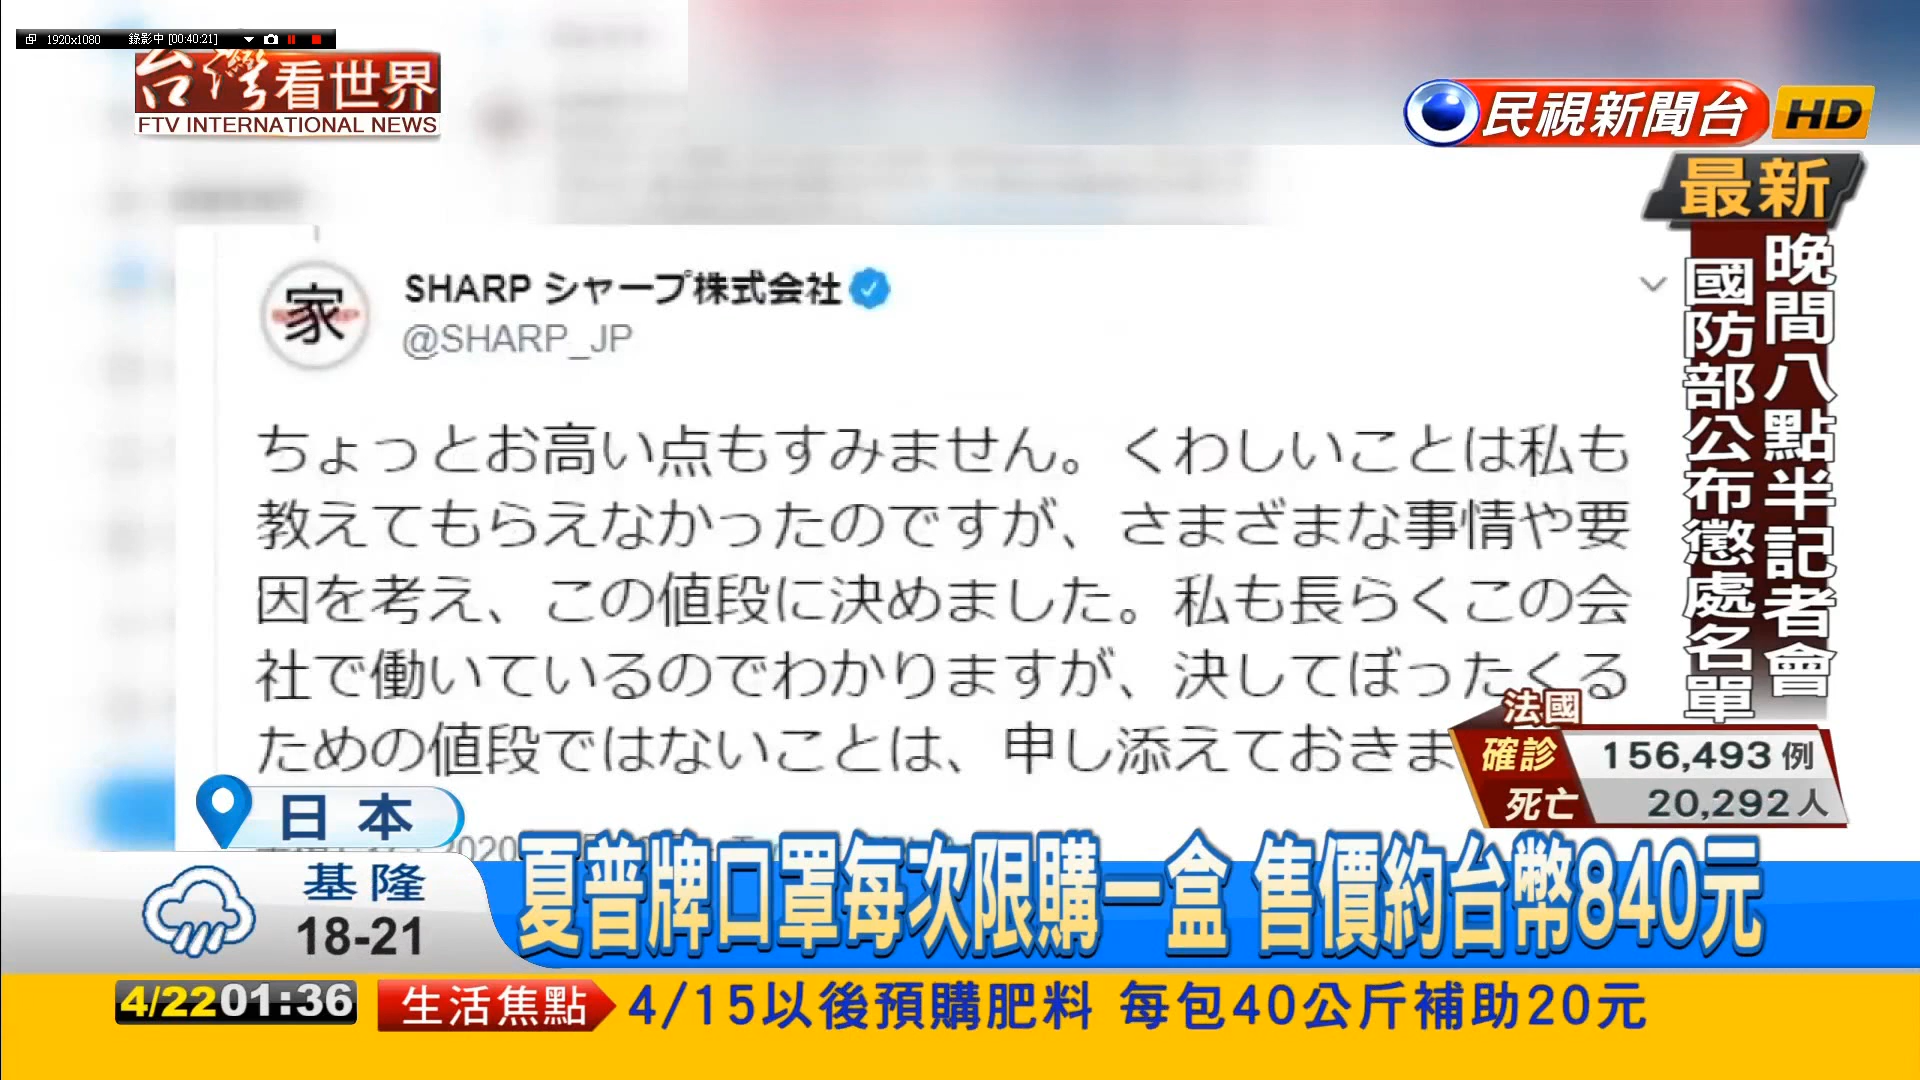 1920x1080 錄影中 [00:40:21]
台灣看世界
FTV INTERNATIONAL NEWS
民視新聞台 HD
最新
晚間八點半記者會
國防部公布懲處名單
SHARP シャープ株式会社
@SHARP_JP
ちょっとお高い点もすみません。くわしいことは私も
教えてもらえなかったのですが、さまざまな事情や要
因を考え、この値段に決めました。私も長らくこの会
社で働いているのでわかりますが、決してぼったくる
ための値段ではないことは、申し添えておきま
法國
確診 156,493 例
死亡 20,292 人
日本
2020
基隆
18-21
夏普牌口罩每次限購一盒 售價約台幣840元
4/22 01:36
生活焦點
4/15以後預購肥料 每包40公斤補助20元